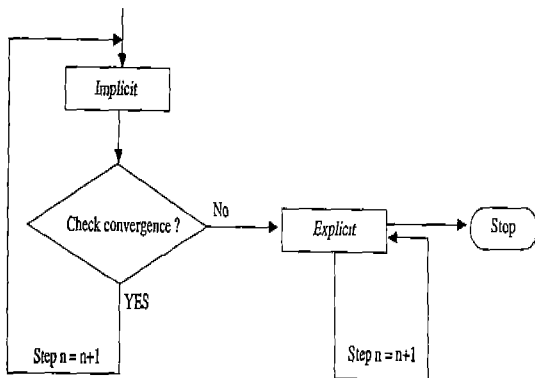 Implicit
Check convergence ?
No
Explicit
Stop
YES
Step n = n+1
Step n = n+1